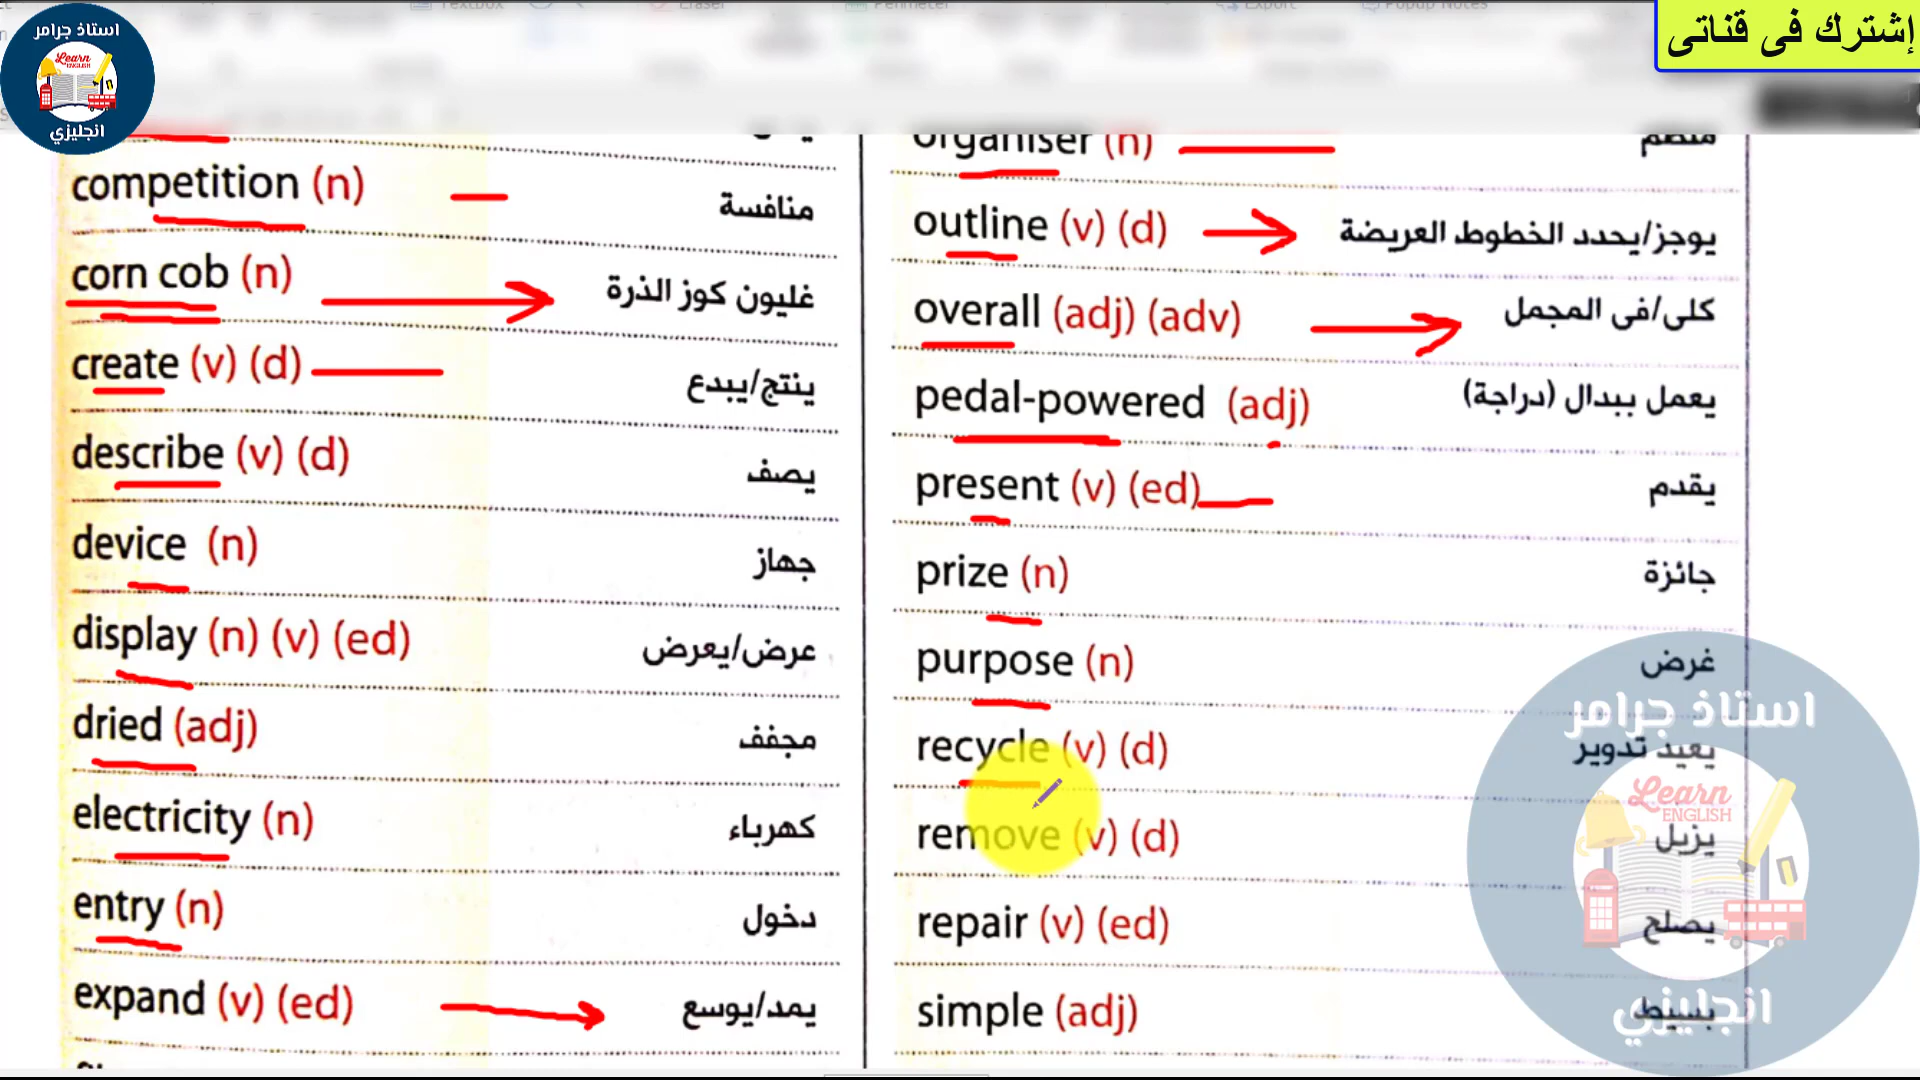 استاذ جرامر
Learn
ENGLISH
انجليزي
إشترك فى قناتى
competition (n) منافسة
corn cob (n) غليون كوز الذرة
create (v) (d) ينتج/يبدع
describe (v) (d) يصف
device (n) جهاز
display (n) (v) (ed) عرض/يعرض
dried (adj) مجفف
electricity (n) كهرباء
entry (n) دخول
expand (v) (ed) يمد/يوسع
organiser (n) منظم
outline (v) (d) يوجز/يحدد الخطوط العريضة
overall (adj) (adv) كلى/فى المجمل
pedal-powered (adj) يعمل ببدال (دراجة)
present (v) (ed) يقدم
prize (n) جائزة
purpose (n) غرض
recycle (v) (d) يعيد تدوير
remove (v) (d) يزيل
repair (v) (ed) يصلح
simple (adj) بسيط
استاذ جرامر
Learn
ENGLISH
انجليزي